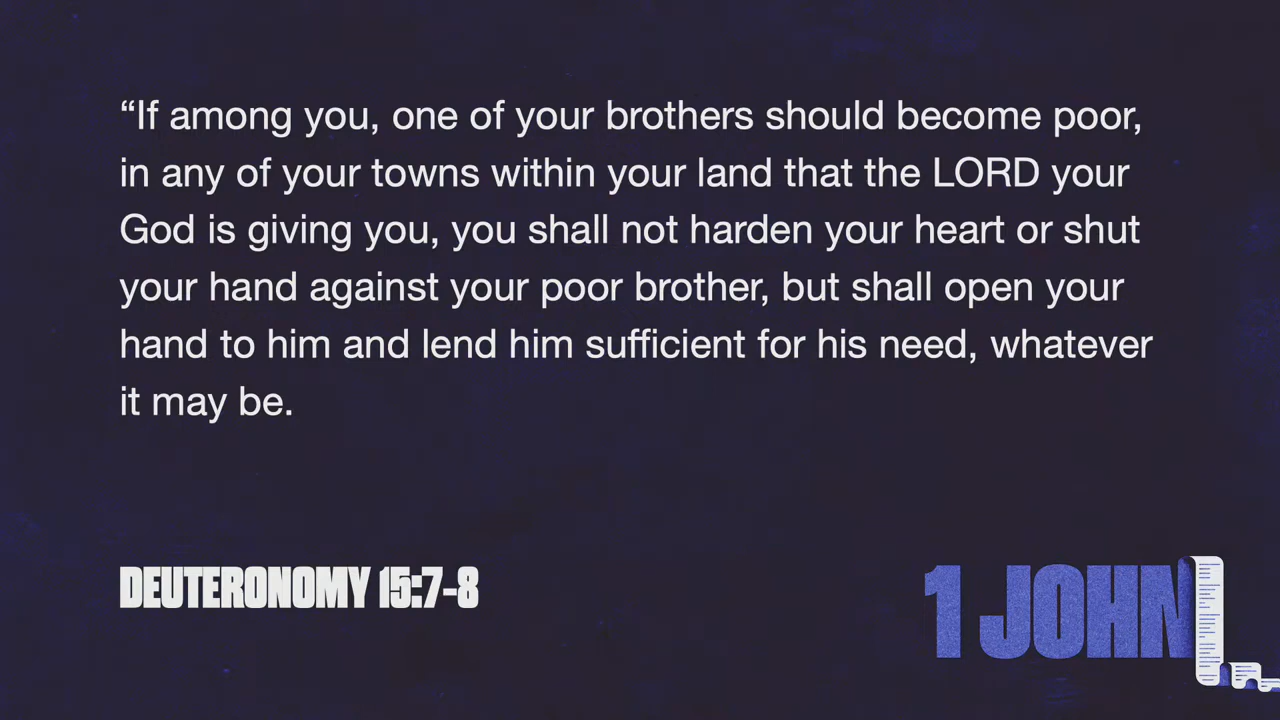 “If among you, one of your brothers should become poor,
in any of your towns within your land that the LORD your
God is giving you, you shall not harden your heart or shut
your hand against your poor brother, but shall open your
hand to him and lend him sufficient for his need, whatever
it may be.
DEUTERONOMY 15:7-8
1 JOHN